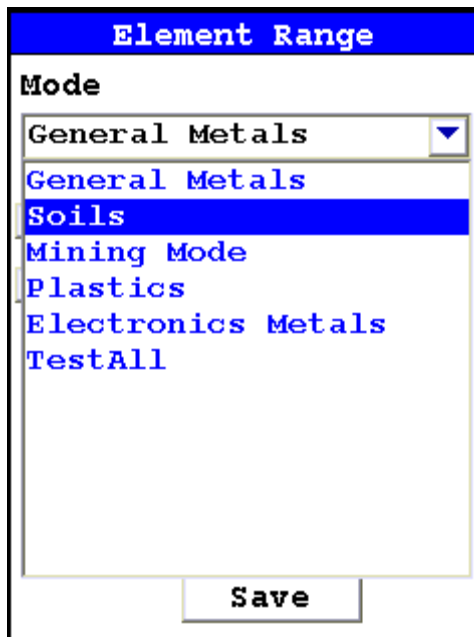 Element Range
Mode
General Metals
General Metals
Soils
Mining Mode
Plastics
Electronics Metals
TestAll
Save